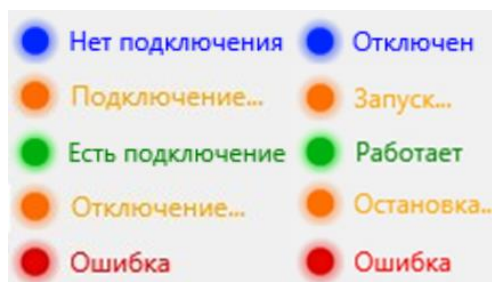 Нет подключения Отключен
Подключение... Запуск...
Есть подключение Работает
Отключение... Остановка...
Ошибка Ошибка